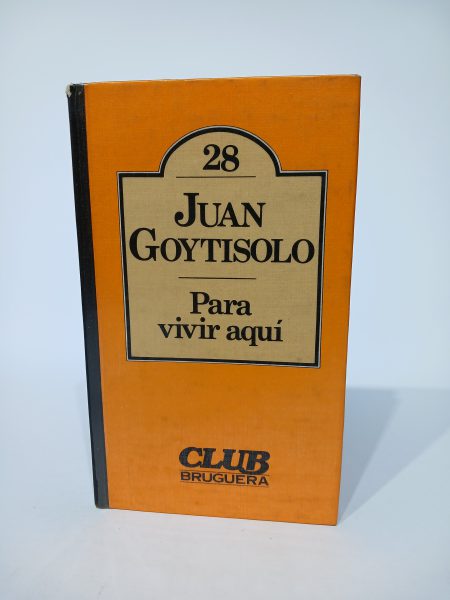 28
JUAN
GOYTISOLO
Para
vivir aquí
CLUB
BRUGUERA